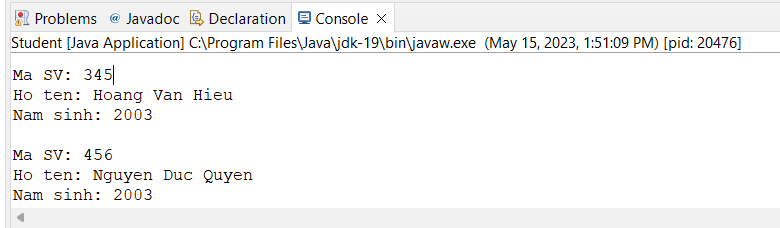 Problems @ Javadoc Declaration Console
Student [Java Application] C:\Program Files\Java\jdk-19\bin\javaw.exe (May 15, 2023, 1:51:09 PM) [pid: 20476]
Ma SV: 345
Ho ten: Hoang Van Hieu
Nam sinh: 2003
Ma SV: 456
Ho ten: Nguyen Duc Quyen
Nam sinh: 2003